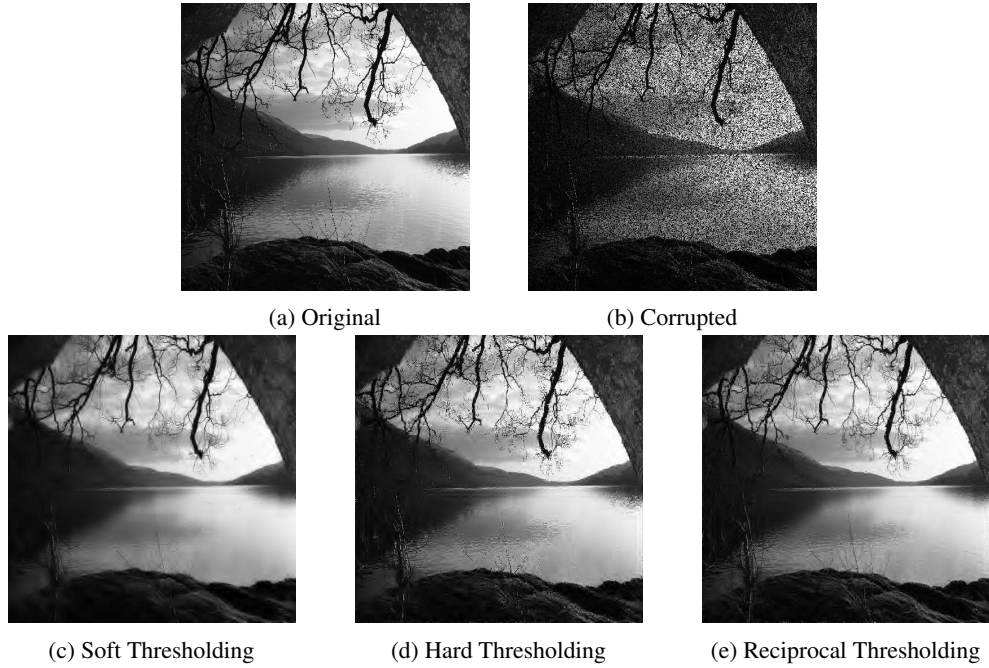 (a) Original
(b) Corrupted
(c) Soft Thresholding
(d) Hard Thresholding
(e) Reciprocal Thresholding